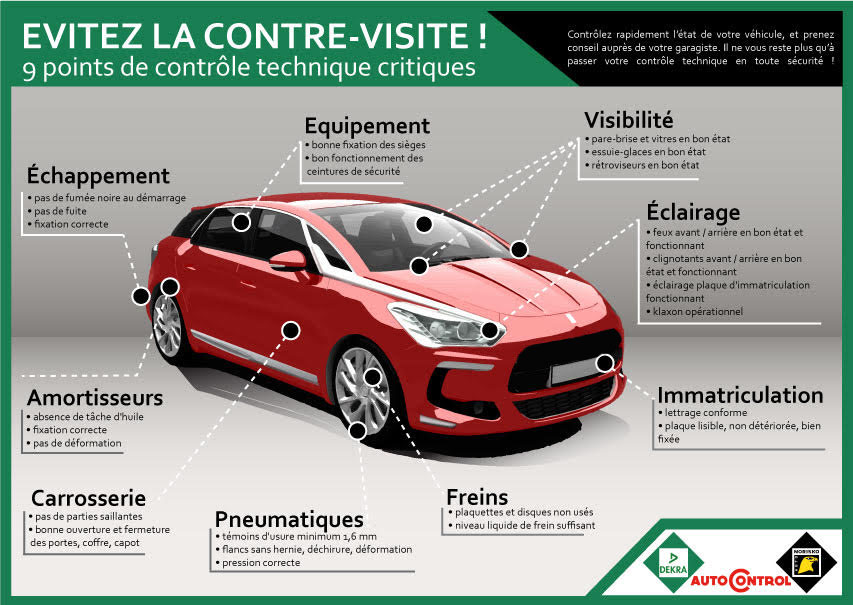 EVITEZ LA CONTRE-VISITE !
9 points de contrôle technique critiques
Contrôlez rapidement l'état de votre véhicule, et prenez
conseil auprès de votre garagiste. Il ne vous reste plus qu'à
passer votre contrôle technique en toute sécurité !
Equipement
• bonne fixation des sièges
• bon fonctionnement des
ceintures de sécurité
Visibilité
• pare-brise et vitres en bon état
• essuie-glaces en bon état
• rétroviseurs en bon état
Échappement
• pas de fumée noire au démarrage
• pas de fuite
• fixation correcte
Éclairage
• feux avant / arrière en bon état et
fonctionnant
• clignotants avant / arrière en bon
état et fonctionnant
• éclairage plaque d'immatriculation
fonctionnant
• klaxon opérationnel
Amortisseurs
• absence de tâche d'huile
• fixation correcte
• pas de déformation
Immatriculation
• lettrage conforme
• plaque lisible, non détériorée, bien
fixée
Carrosserie
• pas de parties saillantes
• bonne ouverture et fermeture
des portes, coffre, capot
Pneumatiques
• témoins d'usure minimum 1,6 mm
• flancs sans hernie, déchirure, déformation
• pression correcte
Freins
• plaquettes et disques non usés
• niveau liquide de frein suffisant
DEKRA
AUTOCONTROL
NORISKO